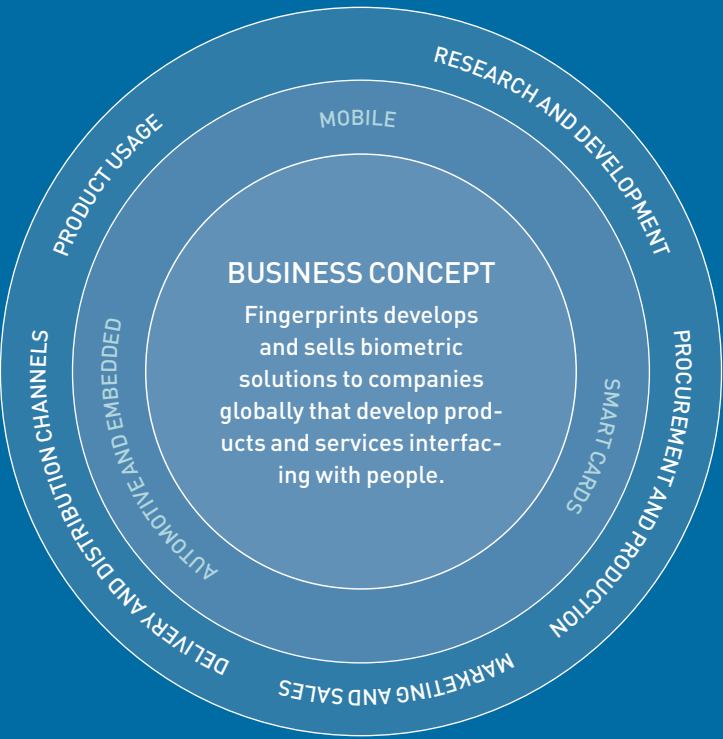 RESEARCH AND DEVELOPMENT
PROCUREMENT AND PRODUCTION
MARKETING AND SALES
DELIVERY AND DISTRIBUTION CHANNELS
PRODUCT USAGE
MOBILE
SMART CARDS
AUTOMOTIVE AND EMBEDDED
BUSINESS CONCEPT
Fingerprints develops
and sells biometric
solutions to companies
globally that develop prod-
ucts and services interfac-
ing with people.